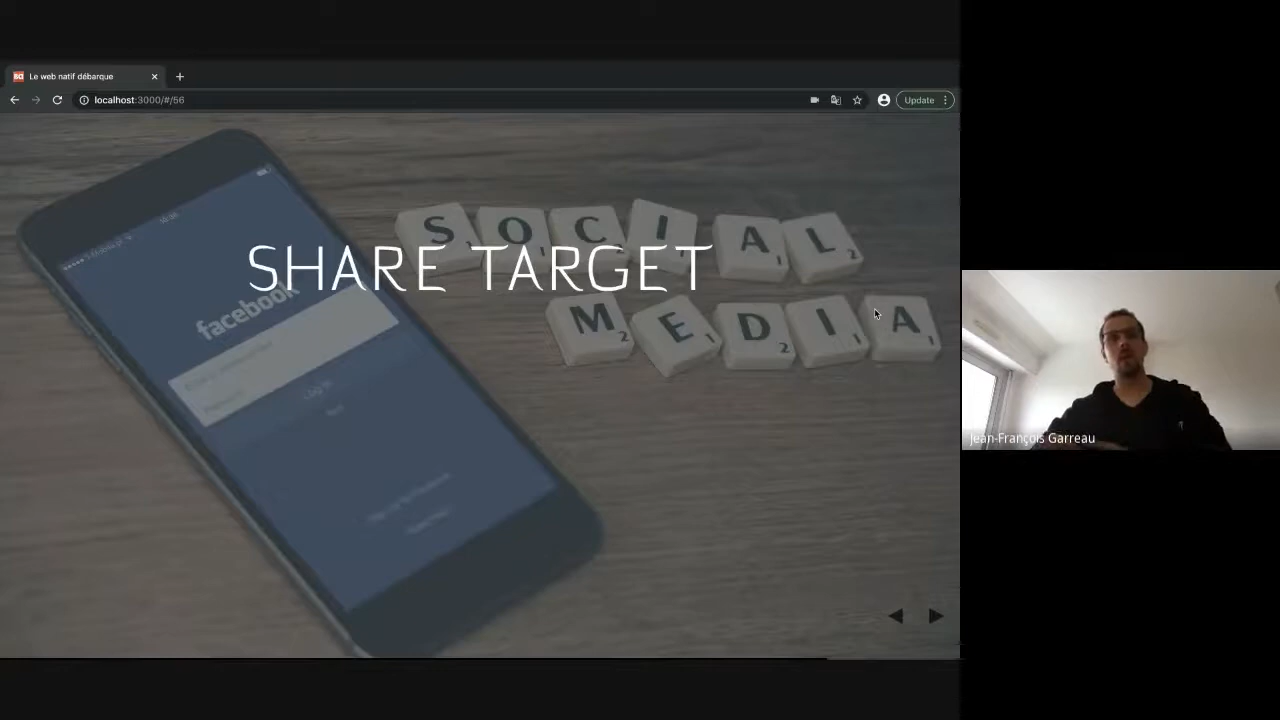 Le web natif débarque
localhost:3000/#/56
Update
SOCIAL
SHARE TARGET
facebook
MEDIA
Jean-François Garreau